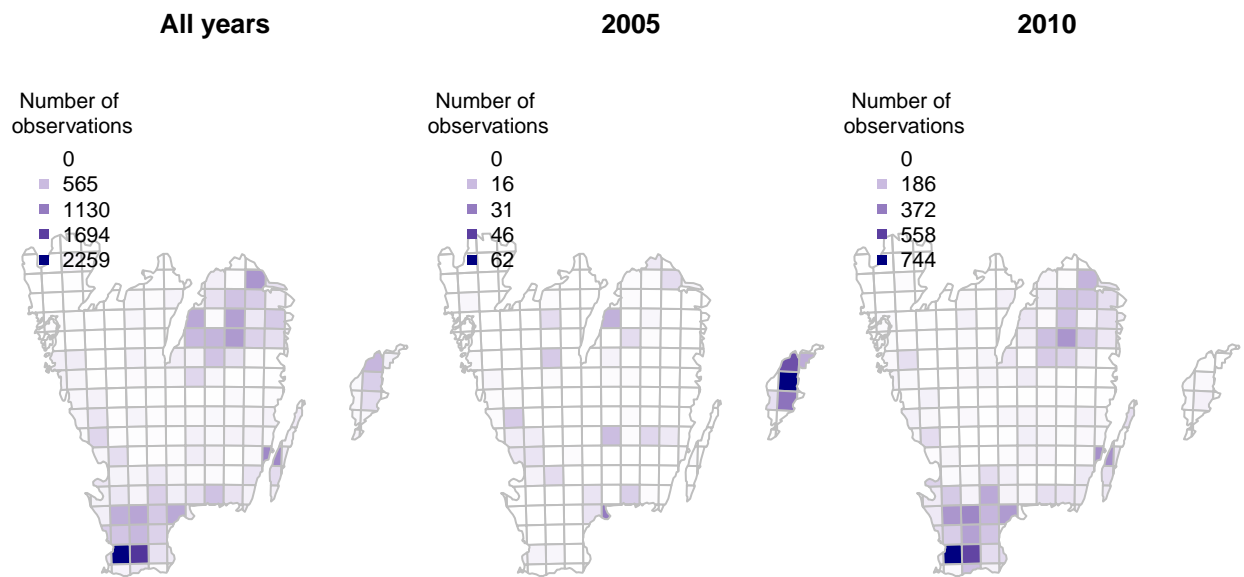 All years
Number of
observations
0
565
1130
1694
2259
2005
Number of
observations
0
16
31
46
62
2010
Number of
observations
0
186
372
558
744